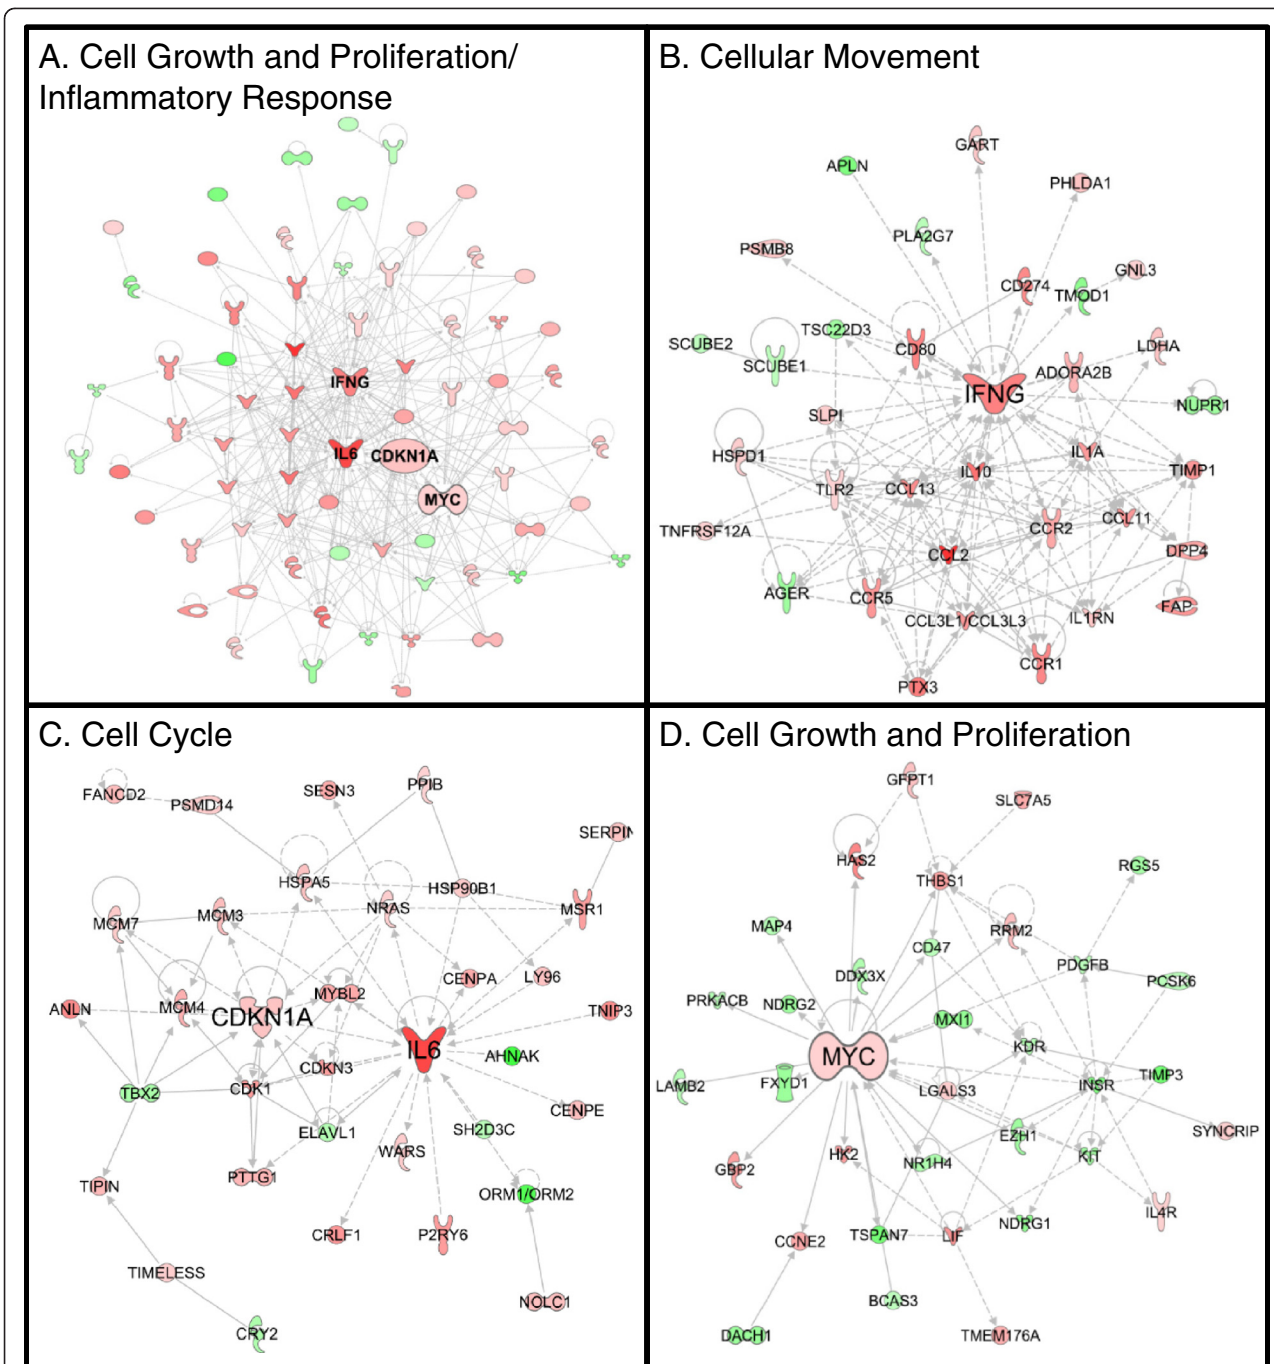 A. Cell Growth and Proliferation/
Inflammatory Response
IFNG
IL6
CDKN1A
MYC
B. Cellular Movement
GART
APLN
PHLDA1
PLA2G7
PSMB8
GNL3
CD274
TMOD1
TSC22D3
SCUBE2
CD80
LDHA
SCUBE1
ADORA2B
IFNG
NUPR1
SLPI
HSPD1
IL1A
IL10
TIMP1
TLR2
CCL13
CCR2
CCL11
TNFRSF12A
CCL2
DPP4
AGER
CCR5
FAP
CCL3L1/CCL3L3
IL1RN
CCR1
PTX3
C. Cell Cycle
PPIB
FANCD2
SESN3
PSMD14
SERPIN
HSPA5
HSP90B1
NRAS
MSR1
MCM7
MCM3
CENPA
LY96
MYBL2
ANLN
MCM4
TNIP3
CDKN1A
IL6
AHNAK
CDKN3
TBX2
CDK1
CENPE
ELAVL1
SH2D3C
WARS
PTTG1
TIPIN
ORM1/ORM2
CRLF1
P2RY6
TIMELESS
NOLC1
CRY2
D. Cell Growth and Proliferation
GFPT1
SLC7A5
HAS2
RGS5
THBS1
MAP4
RRM2
CD47
PDGFB
DDX3X
PCSK6
PRKACB
NDRG2
MXI1
KDR
MYC
TIMP3
LAMB2
FXYD1
LGALS3
INSR
SYNCRIP
EZH1
HK2
NR1H4
KIT
GBP2
IL4R
NDRG1
CCNE2
TSPAN7
LIF
BCAS3
DACH1
TMEM176A